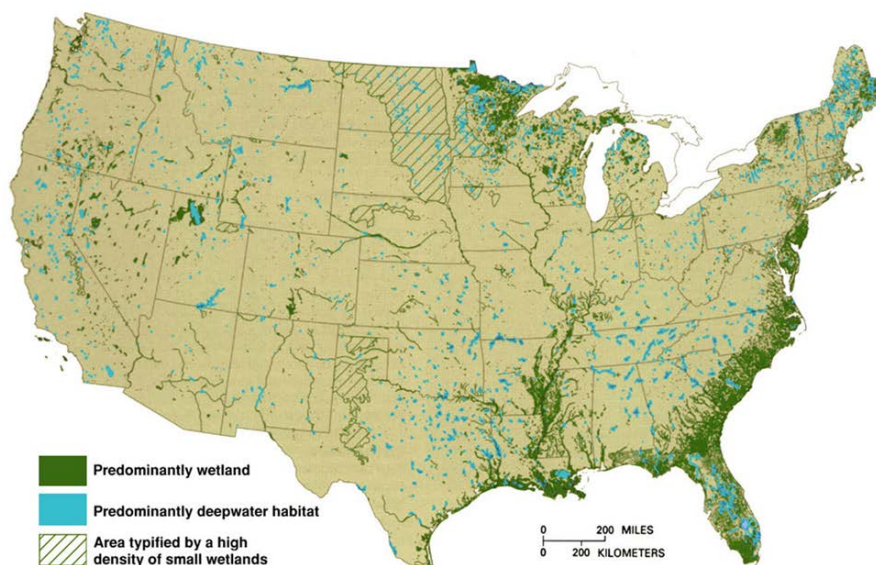 Predominantly wetland
Predominantly deepwater habitat
Area typified by a high
density of small wetlands
0 200 MILES
0 200 KILOMETERS